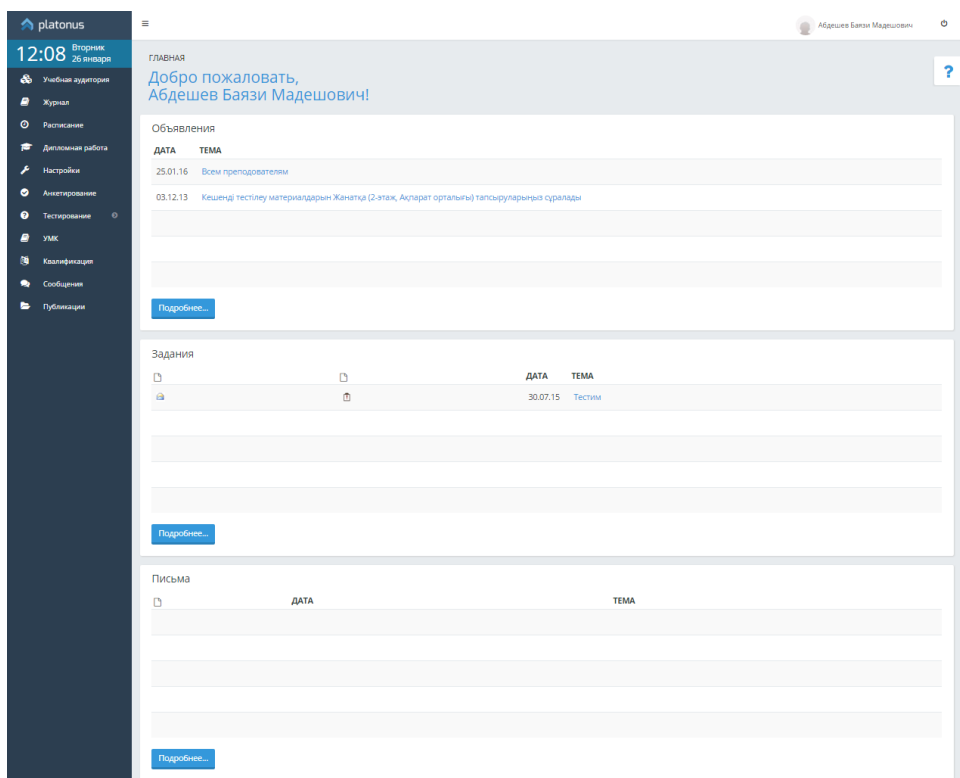 platonus
Абдешев Баязи Мадешович
12:08 Вторник
26 января
Учебная аудитория
Журнал
Расписание
Дипломная работа
Настройки
Анкетирование
Тестирование
УМК
Квалификация
Сообщения
Публикации
ГЛАВНАЯ
Добро пожаловать,
Абдешев Баязи Мадешович!
?
Объявления
ДАТА ТЕМА
25.01.16 Всем преподователям
03.12.13 Кешенді тестілеу материалдарын Жанатқа (2-этаж, Ақпарат орталығы) тапсыруларыңыз сұралады
Подробнее...
Задания
ДАТА ТЕМА
30.07.15 Тестим
Подробнее...
Письма
ДАТА ТЕМА
Подробнее...